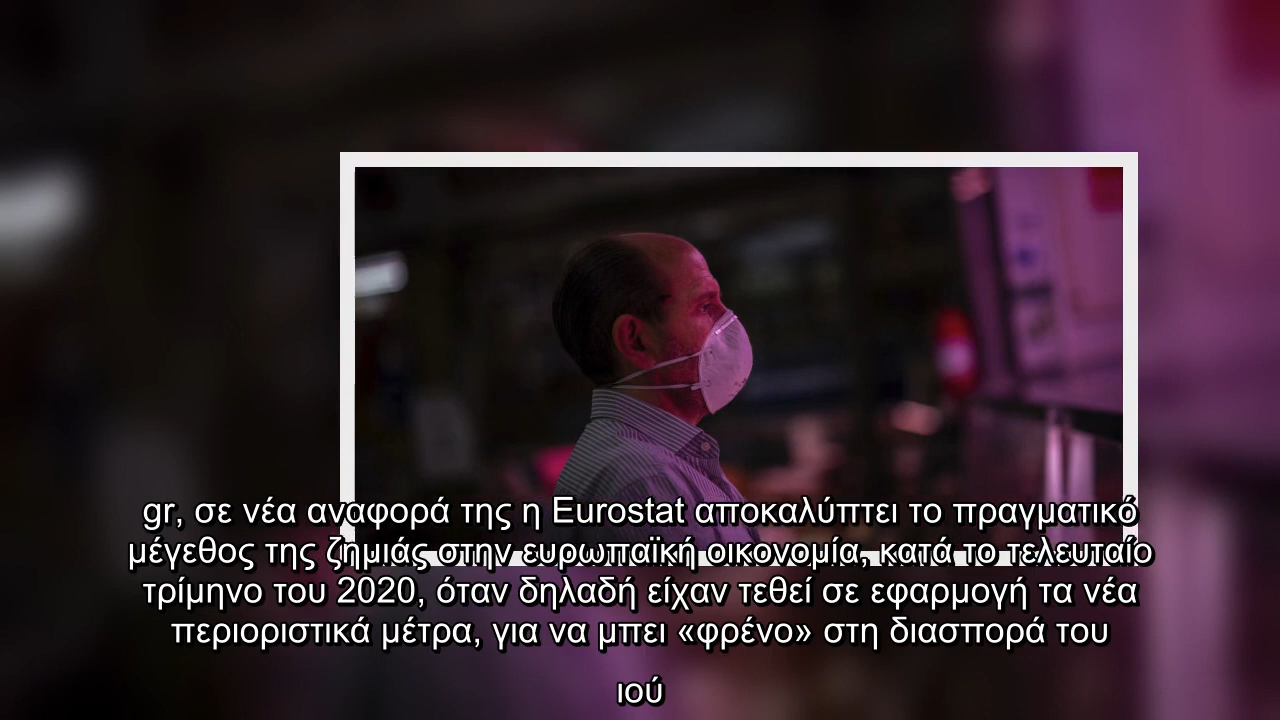 gr, σε νέα αναφορά της η Eurostat αποκαλύπτει το πραγματικό
μέγεθος της ζημιάς στην ευρωπαϊκή οικονομία, κατά το τελευταίο
τρίμηνο του 2020, όταν δηλαδή είχαν τεθεί σε εφαρμογή τα νέα
περιοριστικά μέτρα, για να μπει «φρένο» στη διασπορά του
ιού